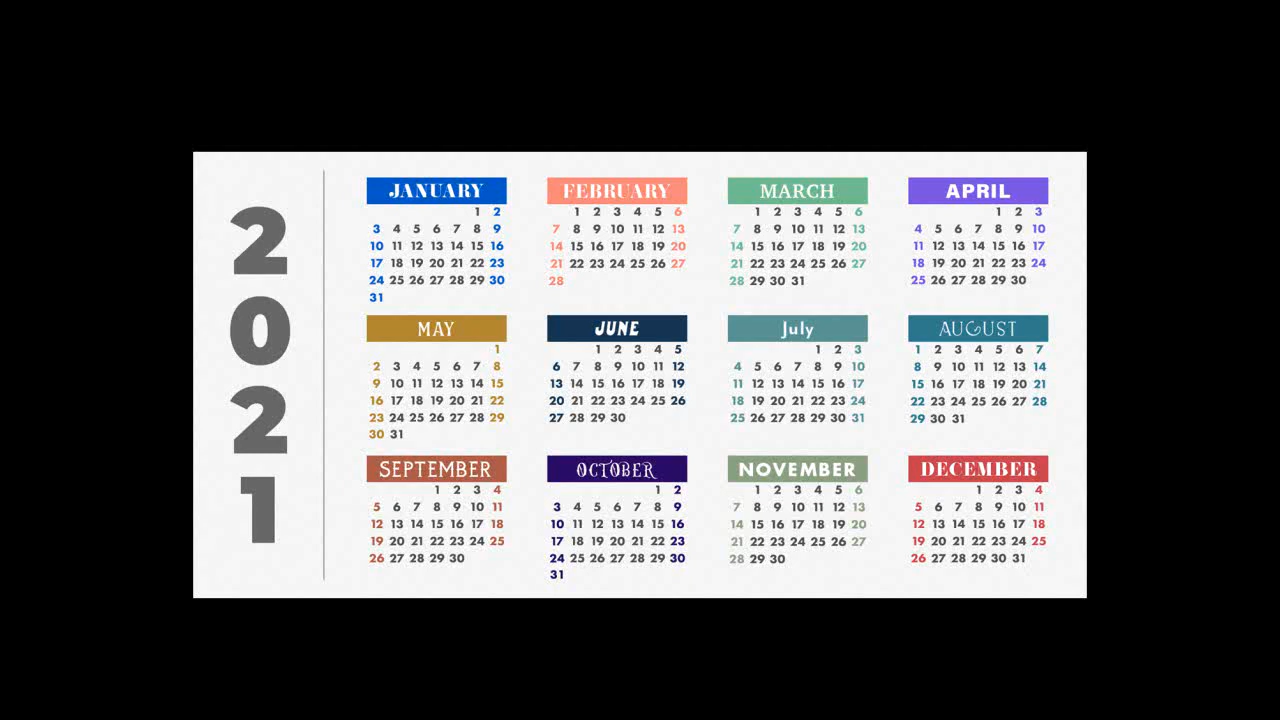 2
0
2
1
JANUARY
1 2
3 4 5 6 7 8 9
10 11 12 13 14 15 16
17 18 19 20 21 22 23
24 25 26 27 28 29 30
31
FEBRUARY
1 2 3 4 5 6
7 8 9 10 11 12 13
14 15 16 17 18 19 20
21 22 23 24 25 26 27
28
MARCH
1 2 3 4 5 6
7 8 9 10 11 12 13
14 15 16 17 18 19 20
21 22 23 24 25 26 27
28 29 30 31
APRIL
1 2 3
4 5 6 7 8 9 10
11 12 13 14 15 16 17
18 19 20 21 22 23 24
25 26 27 28 29 30
MAY
1
2 3 4 5 6 7 8
9 10 11 12 13 14 15
16 17 18 19 20 21 22
23 24 25 26 27 28 29
30 31
JUNE
1 2 3 4 5
6 7 8 9 10 11 12
13 14 15 16 17 18 19
20 21 22 23 24 25 26
27 28 29 30
July
1 2 3
4 5 6 7 8 9 10
11 12 13 14 15 16 17
18 19 20 21 22 23 24
25 26 27 28 29 30 31
AUGUST
1 2 3 4 5 6 7
8 9 10 11 12 13 14
15 16 17 18 19 20 21
22 23 24 25 26 27 28
29 30 31
SEPTEMBER
1 2 3 4
5 6 7 8 9 10 11
12 13 14 15 16 17 18
19 20 21 22 23 24 25
26 27 28 29 30
OCTOBER
1 2
3 4 5 6 7 8 9
10 11 12 13 14 15 16
17 18 19 20 21 22 23
24 25 26 27 28 29 30
31
NOVEMBER
1 2 3 4 5 6
7 8 9 10 11 12 13
14 15 16 17 18 19 20
21 22 23 24 25 26 27
28 29 30
DECEMBER
1 2 3 4
5 6 7 8 9 10 11
12 13 14 15 16 17 18
19 20 21 22 23 24 25
26 27 28 29 30 31